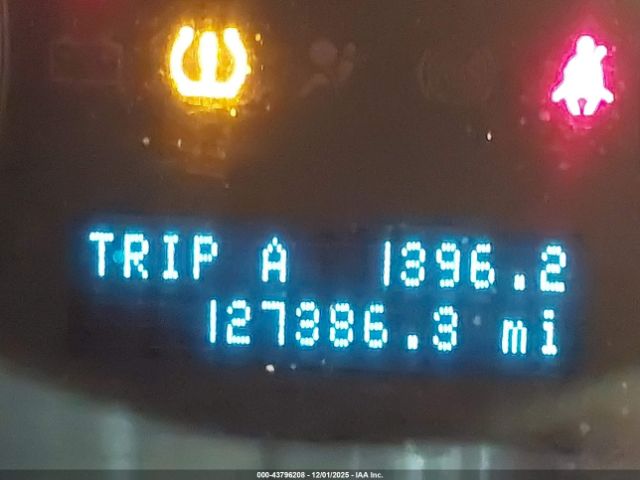 TRIP A 1396.2
127386.3 mi
000-43796208 - 12/01/2025 - IAA Inc.